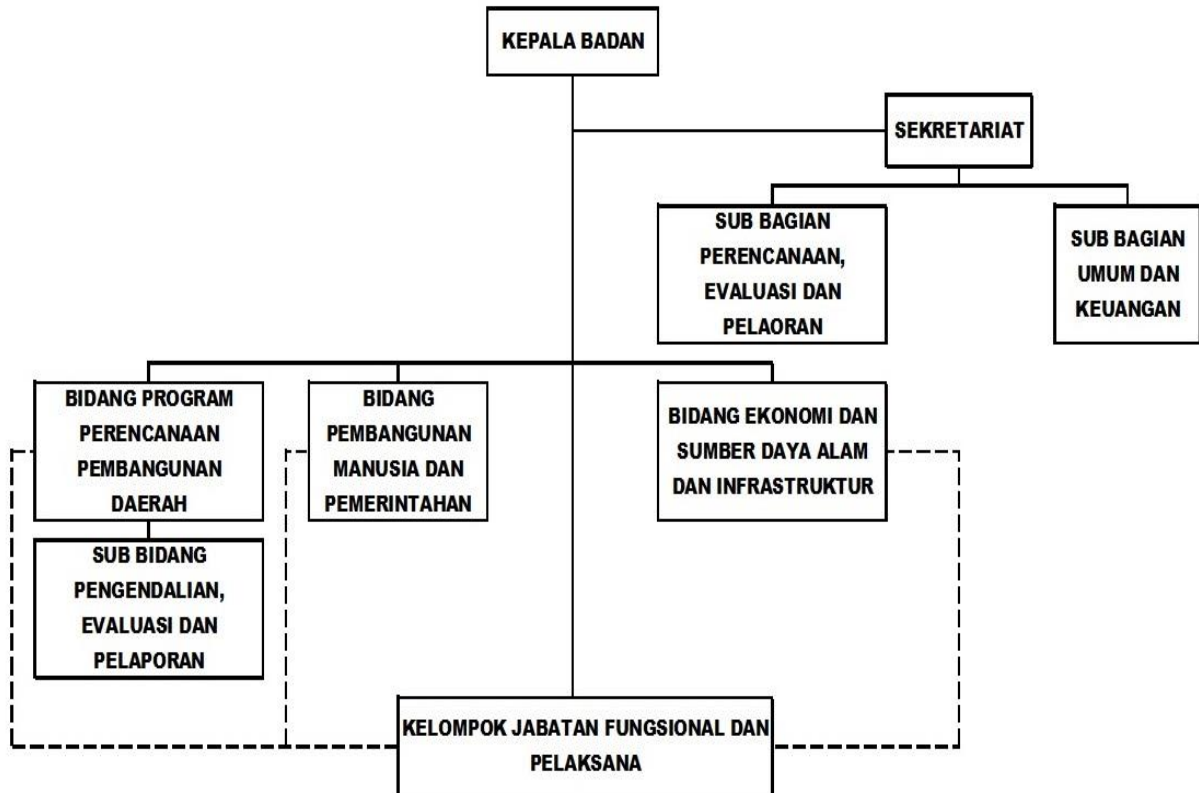 KEPALA BADAN
SEKRETARIAT
SUB BAGIAN
PERENCANAAN,
EVALUASI DAN
PELAORAN
SUB BAGIAN
UMUM DAN
KEUANGAN
BIDANG PROGRAM
PERENCANAAN
PEMBANGUNAN
DAERAH
BIDANG
PEMBANGUNAN
MANUSIA DAN
PEMERINTAHAN
BIDANG EKONOMI DAN
SUMBER DAYA ALAM
DAN INFRASTRUKTUR
SUB BIDANG
PENGENDALIAN,
EVALUASI DAN
PELAPORAN
KELOMPOK JABATAN FUNGSIONAL DAN
PELAKSANA